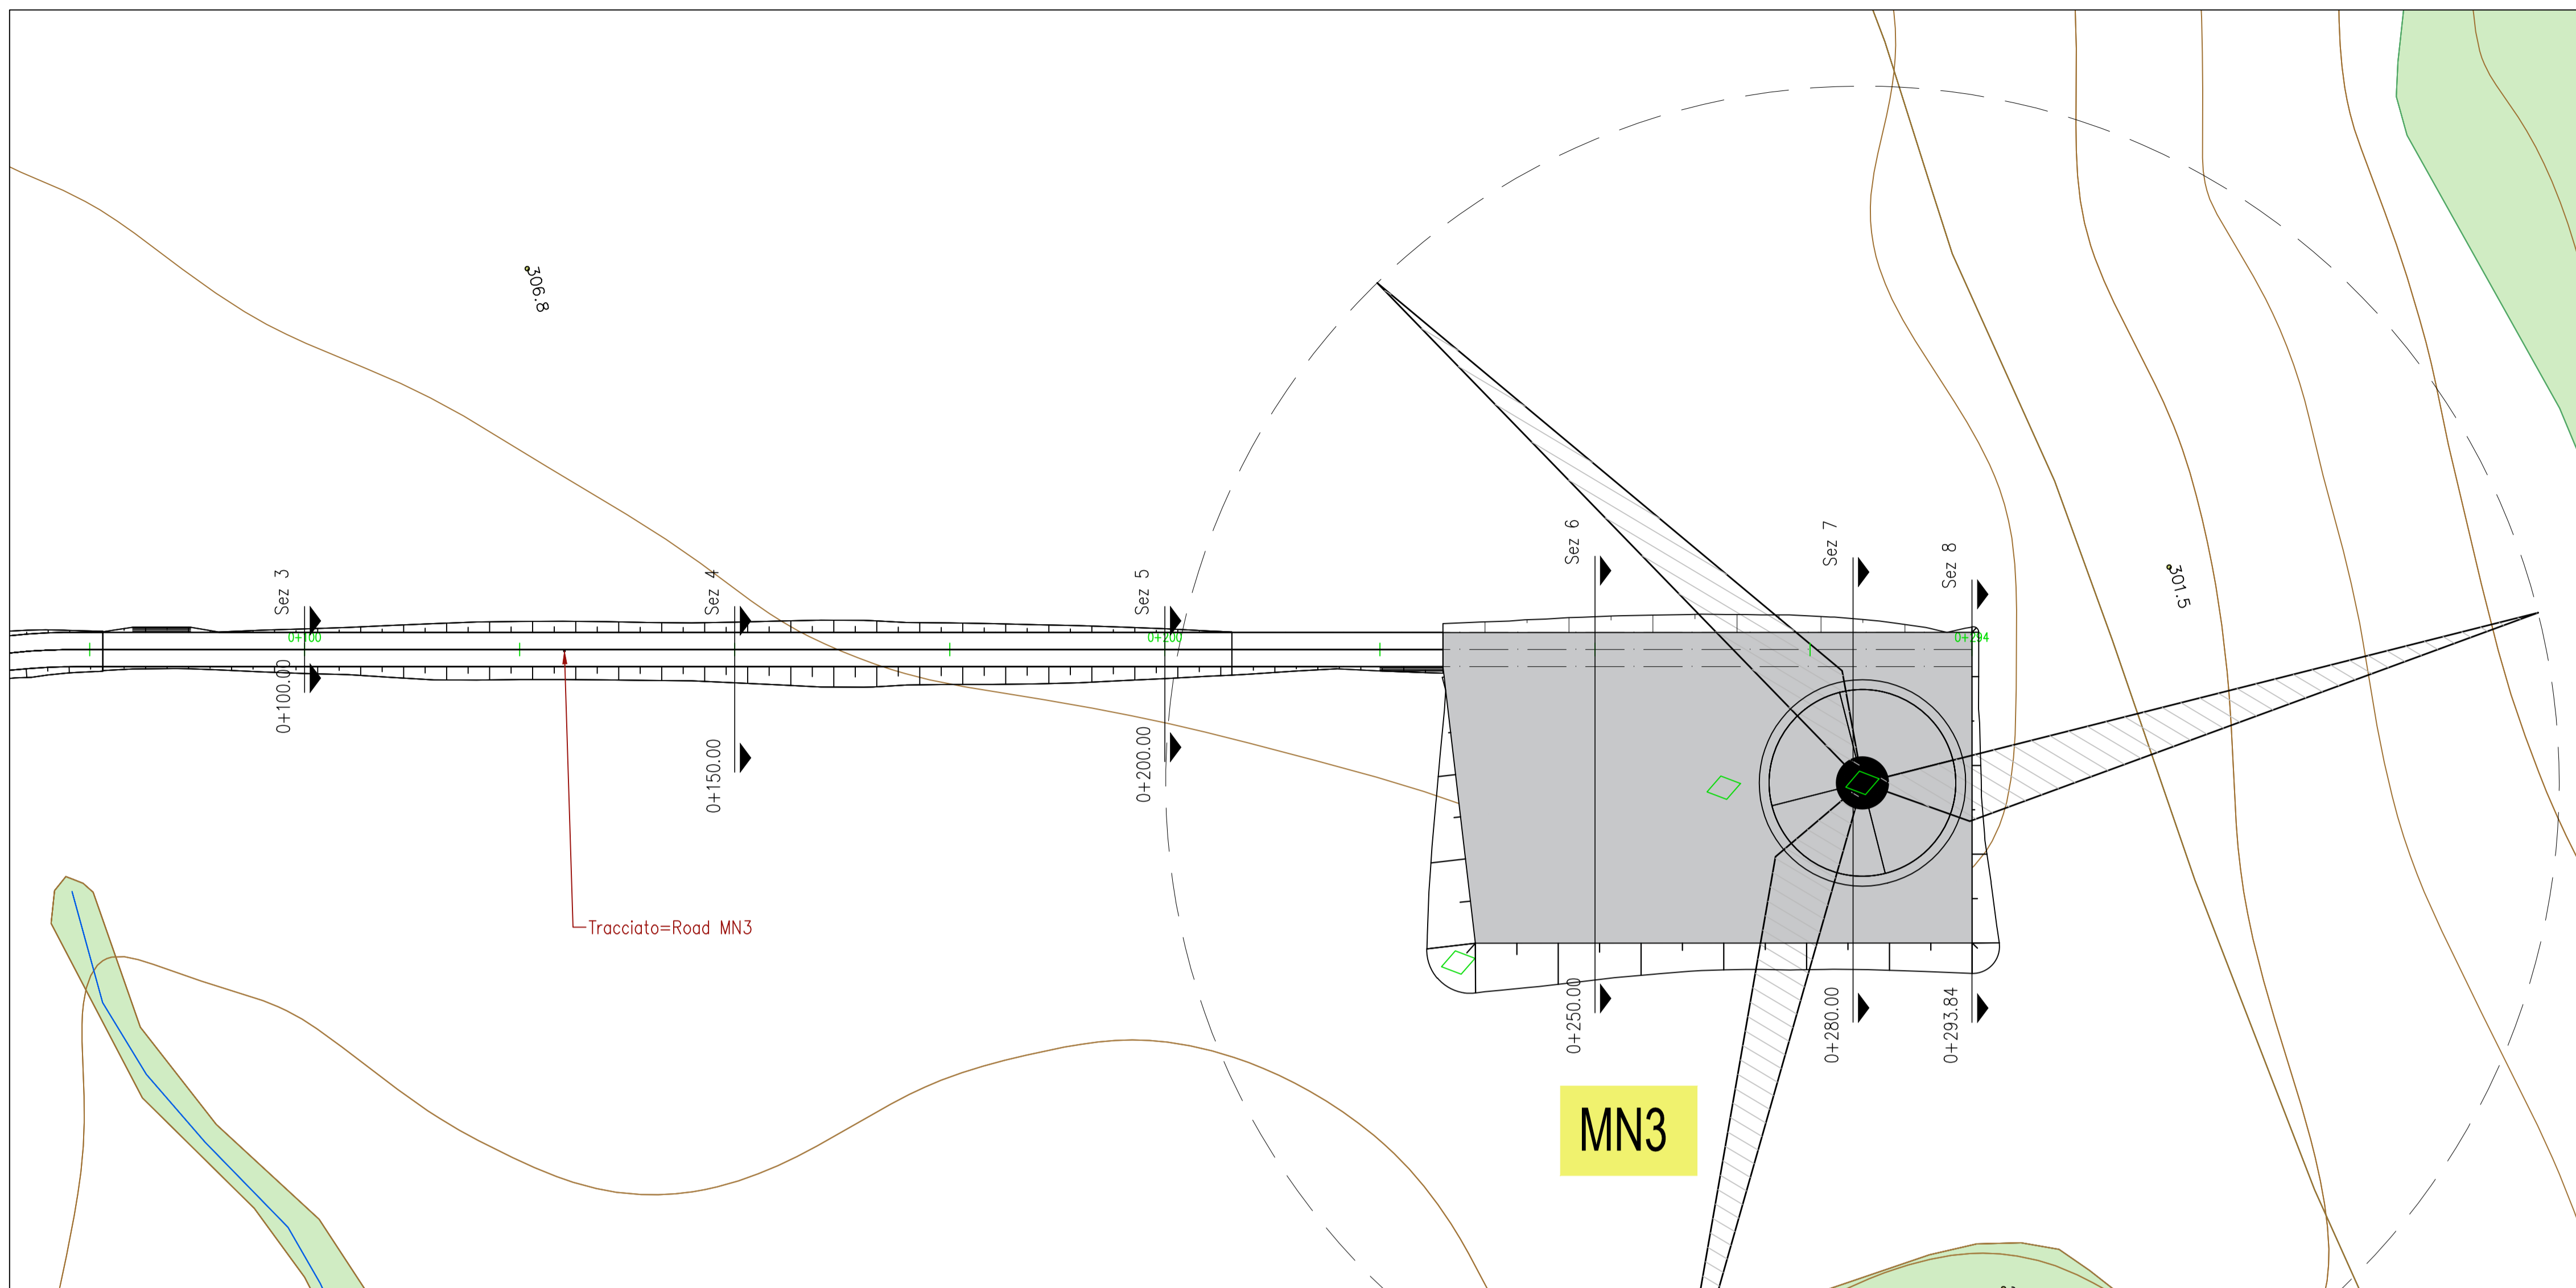 306.8
Sez 3
Sez 4
Sez 5
Sez 6
Sez 7
Sez 8
301.5
0+100
0+200
0+294
0+100.00
0+150.00
0+200.00
Tracciato=Road MN3
0+250.00
0+280.00
0+293.84
MN3